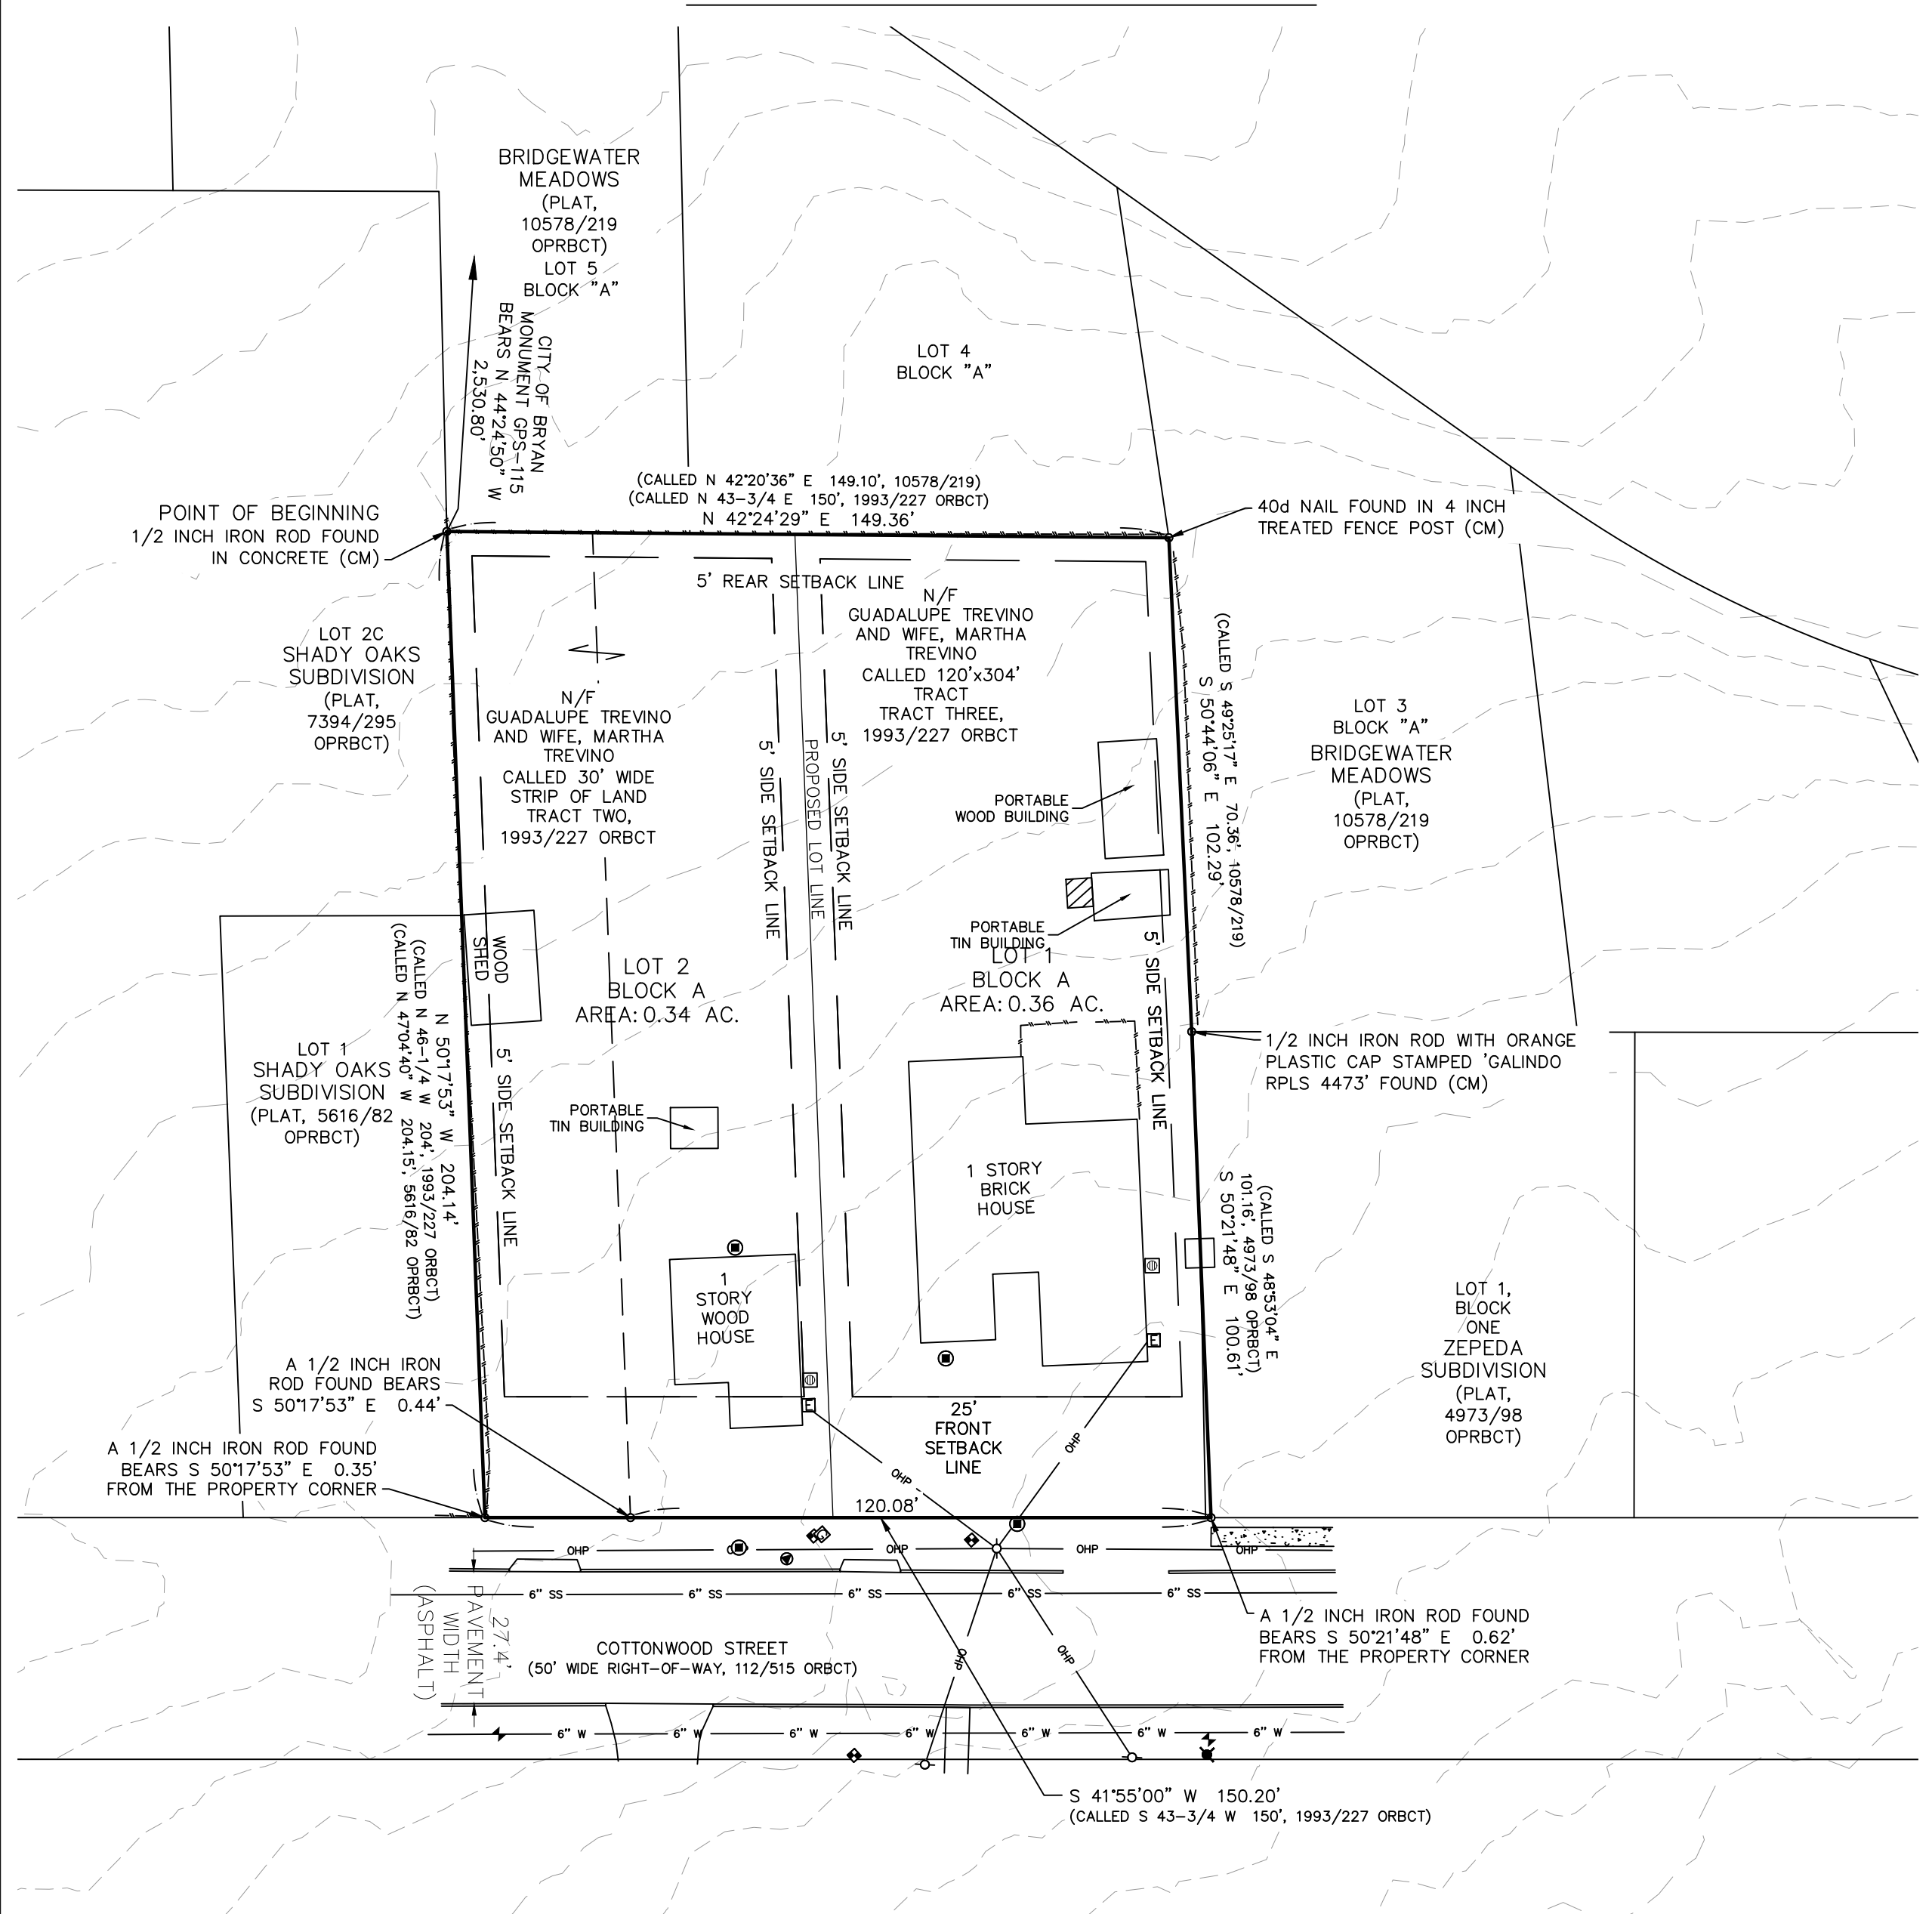 BRIDGEWATER
MEADOWS
(PLAT,
10578/219
OPRBCT)
LOT 5
BLOCK "A"
CITY OF BRYAN
MONUMENT GPS-115
BEARS N 44°24'50" W
2,530.80'
LOT 4
BLOCK "A"
(CALLED N 42°20'36" E 149.10', 10578/219)
(CALLED N 43-3/4 E 150', 1993/227 ORBCT)
N 42°24'29" E 149.36'
POINT OF BEGINNING
1/2 INCH IRON ROD FOUND
IN CONCRETE (CM)
40d NAIL FOUND IN 4 INCH
TREATED FENCE POST (CM)
5' REAR SETBACK LINE
N/F
GUADALUPE TREVINO
AND WIFE, MARTHA
TREVINO
CALLED 120'x304'
TRACT
TRACT THREE,
1993/227 ORBCT
LOT 2C
SHADY OAKS
SUBDIVISION
(PLAT,
7394/295
OPRBCT)
N/F
GUADALUPE TREVINO
AND WIFE, MARTHA
TREVINO
CALLED 30' WIDE
STRIP OF LAND
TRACT TWO,
1993/227 ORBCT
5' SIDE SETBACK LINE
PROPOSED LOT LINE
5' SIDE SETBACK LINE
(CALLED S 49°25'17" E 70.36', 10578/219)
S 50°44'06" E 102.29'
LOT 3
BLOCK "A"
BRIDGEWATER
MEADOWS
(PLAT,
10578/219
OPRBCT)
PORTABLE
WOOD BUILDING
PORTABLE
TIN BUILDING
WOOD
SHED
LOT 2
BLOCK A
AREA: 0.34 AC.
LOT 1
BLOCK A
AREA: 0.36 AC.
5' SIDE SETBACK LINE
1/2 INCH IRON ROD WITH ORANGE
PLASTIC CAP STAMPED 'GALINDO
RPLS 4473' FOUND (CM)
LOT 1
SHADY OAKS
SUBDIVISION
(PLAT, 5616/82
OPRBCT)
N 50°17'53" W 204.14'
(CALLED N 46-1/4 W 204', 1993/227 ORBCT)
(CALLED N 47°04'40" W 204.15', 5616/82 OPRBCT)
5' SIDE SETBACK LINE
PORTABLE
TIN BUILDING
1 STORY
BRICK
HOUSE
(CALLED S 48°53'04" E
101.16', 4973/98 OPRBCT)
S 50°21'48" E 100.61'
1
STORY
WOOD
HOUSE
LOT 1,
BLOCK
ONE
ZEPEDA
SUBDIVISION
(PLAT,
4973/98
OPRBCT)
A 1/2 INCH IRON
ROD FOUND BEARS
S 50°17'53" E 0.44'
E
E
25'
FRONT
SETBACK
LINE
A 1/2 INCH IRON ROD FOUND
BEARS S 50°17'53" E 0.35'
FROM THE PROPERTY CORNER
OHP
OHP
120.08'
OHP
OHP
OHP
OHP
6" SS
6" SS
6" SS
6" SS
6" SS
27.4'
PAVEMENT
WIDTH
(ASPHALT)
COTTONWOOD STREET
(50' WIDE RIGHT-OF-WAY, 112/515 ORBCT)
OHP
OHP
A 1/2 INCH IRON ROD FOUND
BEARS S 50°21'48" E 0.62'
FROM THE PROPERTY CORNER
6" W
6" W
6" W
6" W
6" W
6" W
6" W
S 41°55'00" W 150.20'
(CALLED S 43-3/4 W 150', 1993/227 ORBCT)